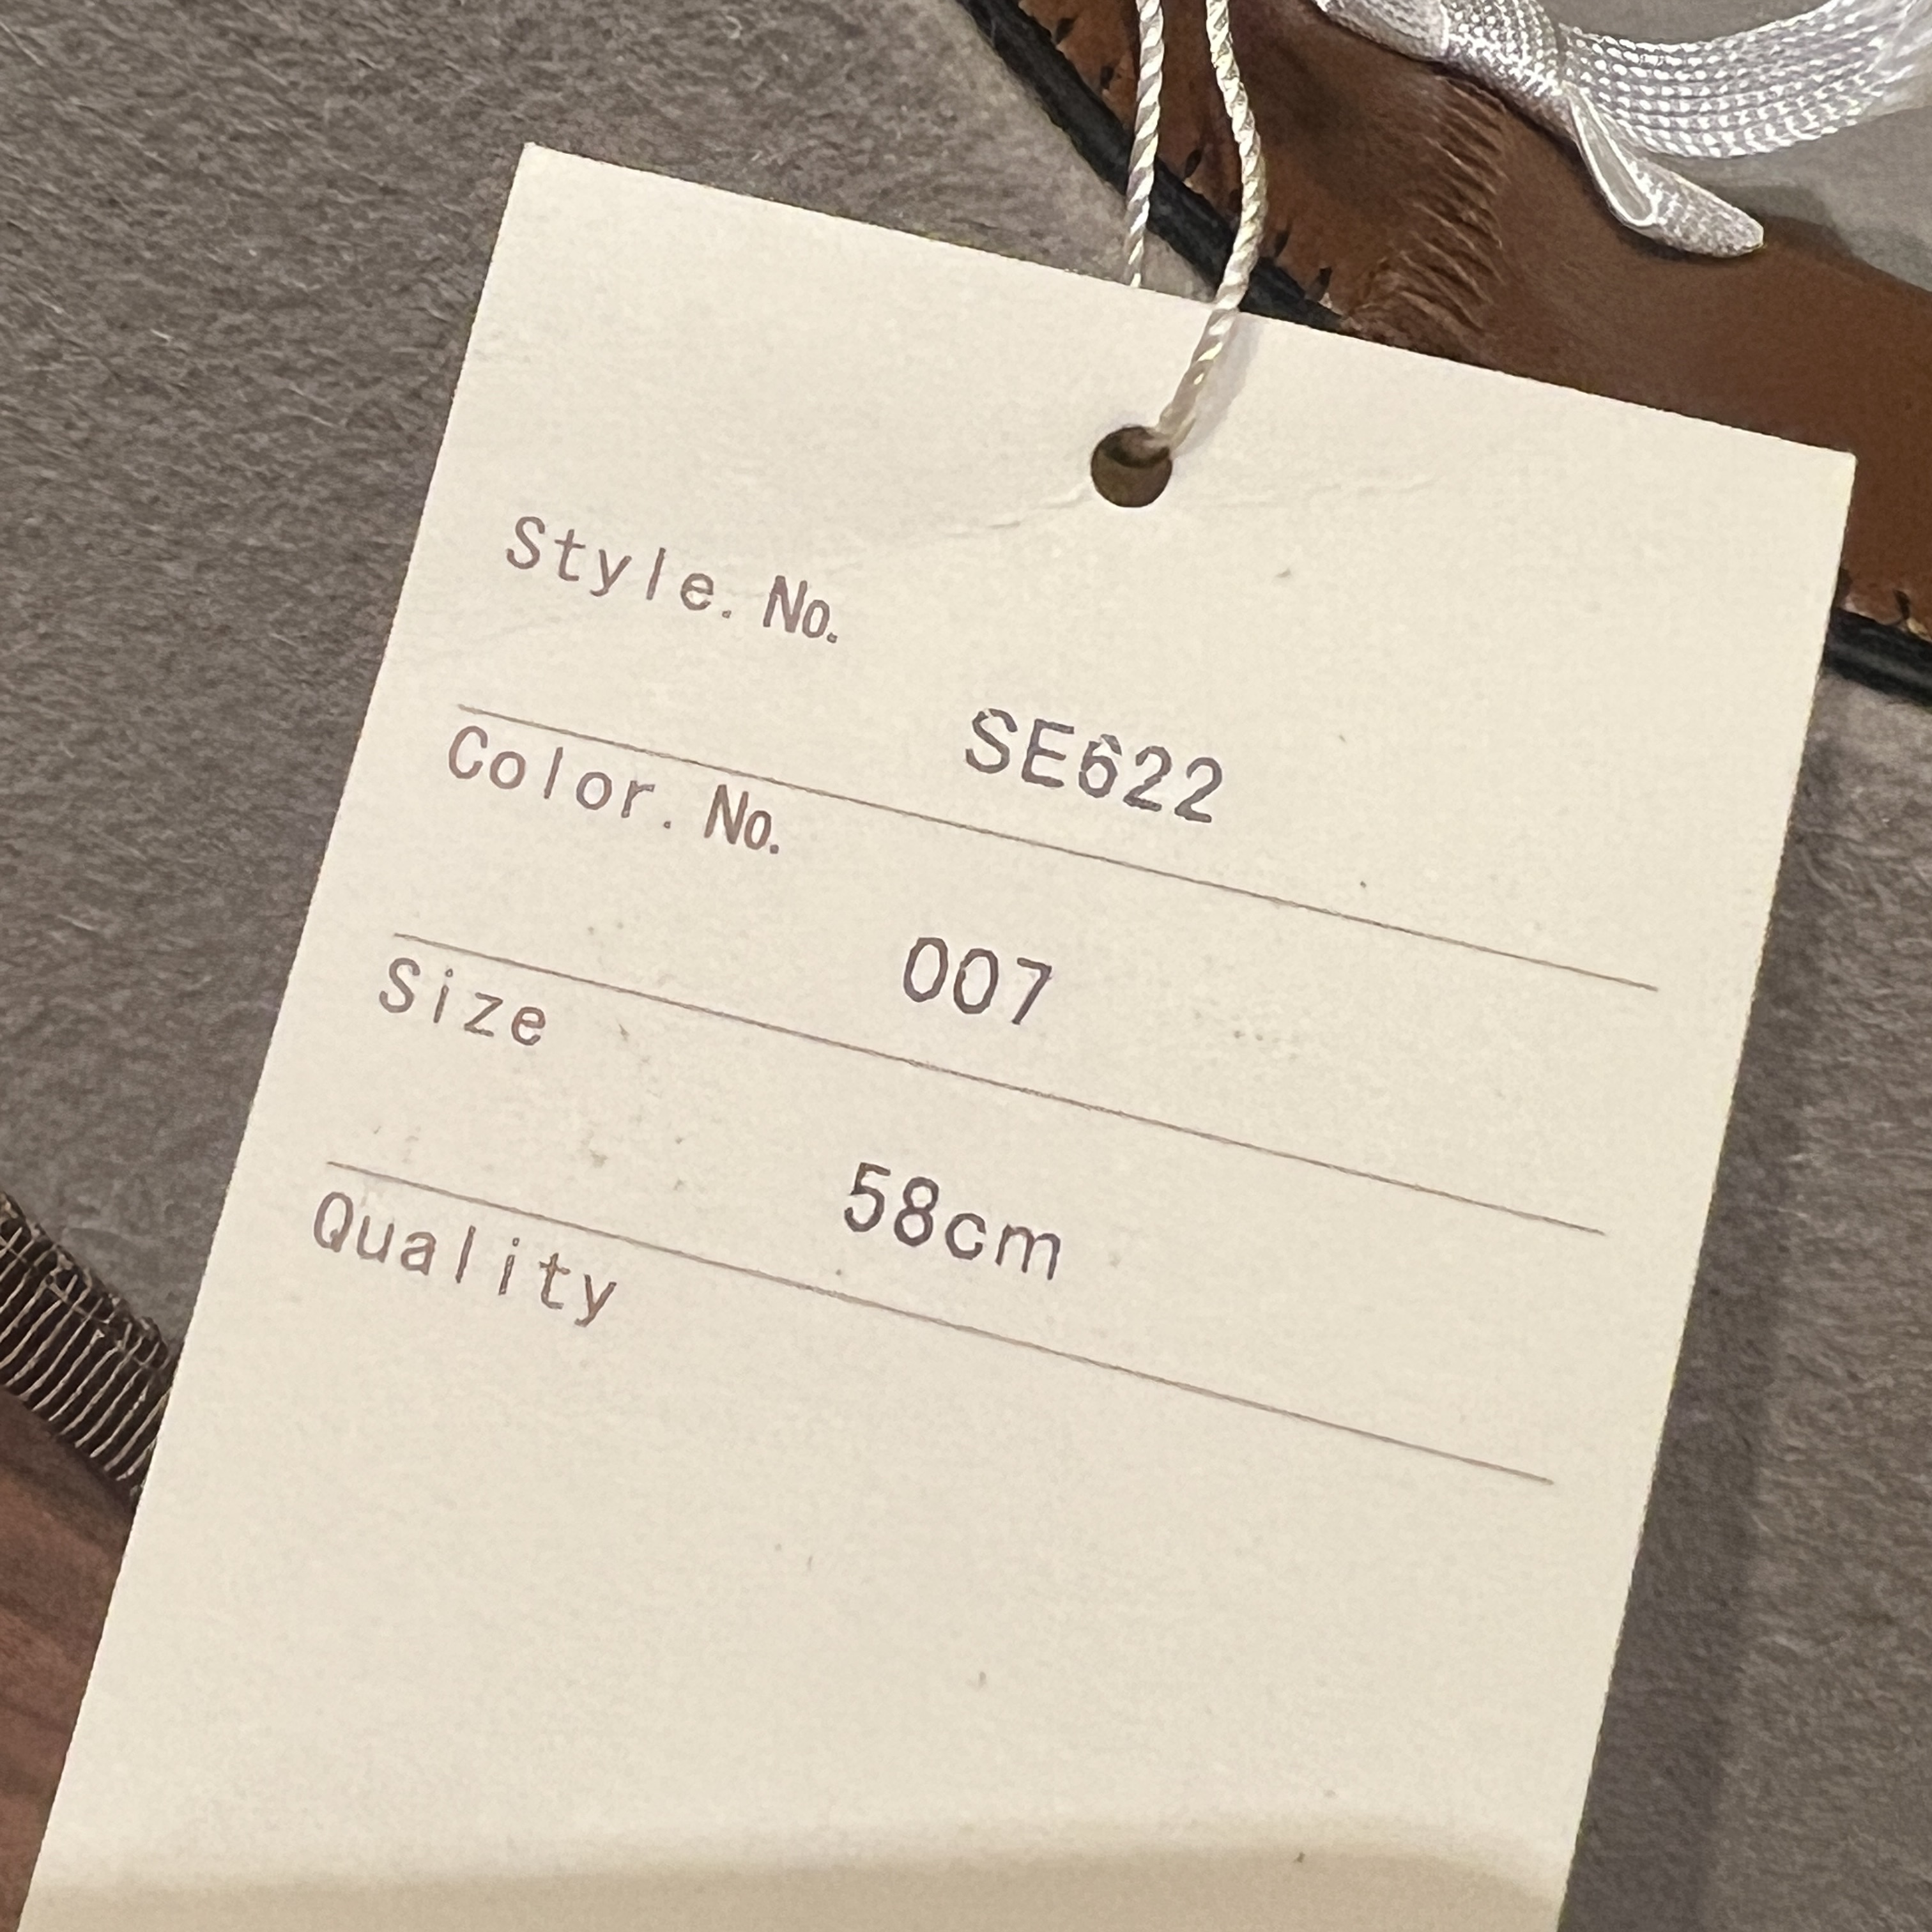 Style. No.
SE622
Color. No.
007
Size
58cm
Quality